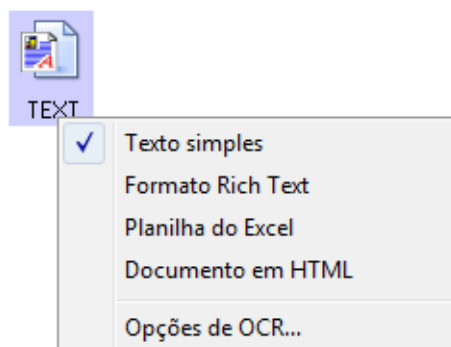 TEXT
Texto simples
Formato Rich Text
Planilha do Excel
Documento em HTML
Opções de OCR...